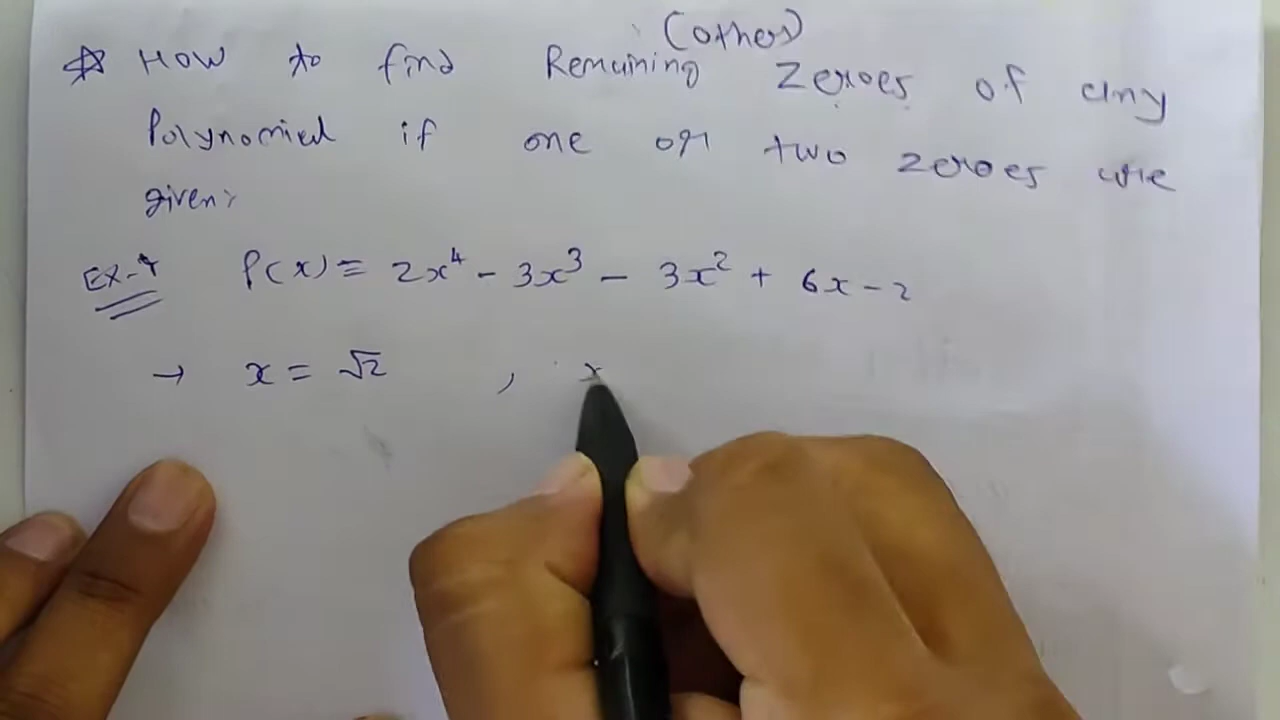 (other)
☆ How to find Remaining zeroes of any
Polynomial if one or two zeroes are
given:
Ex-4 P(x) = 2x⁴ - 3x³ - 3x² + 6x - 2
→ x = √2 , x